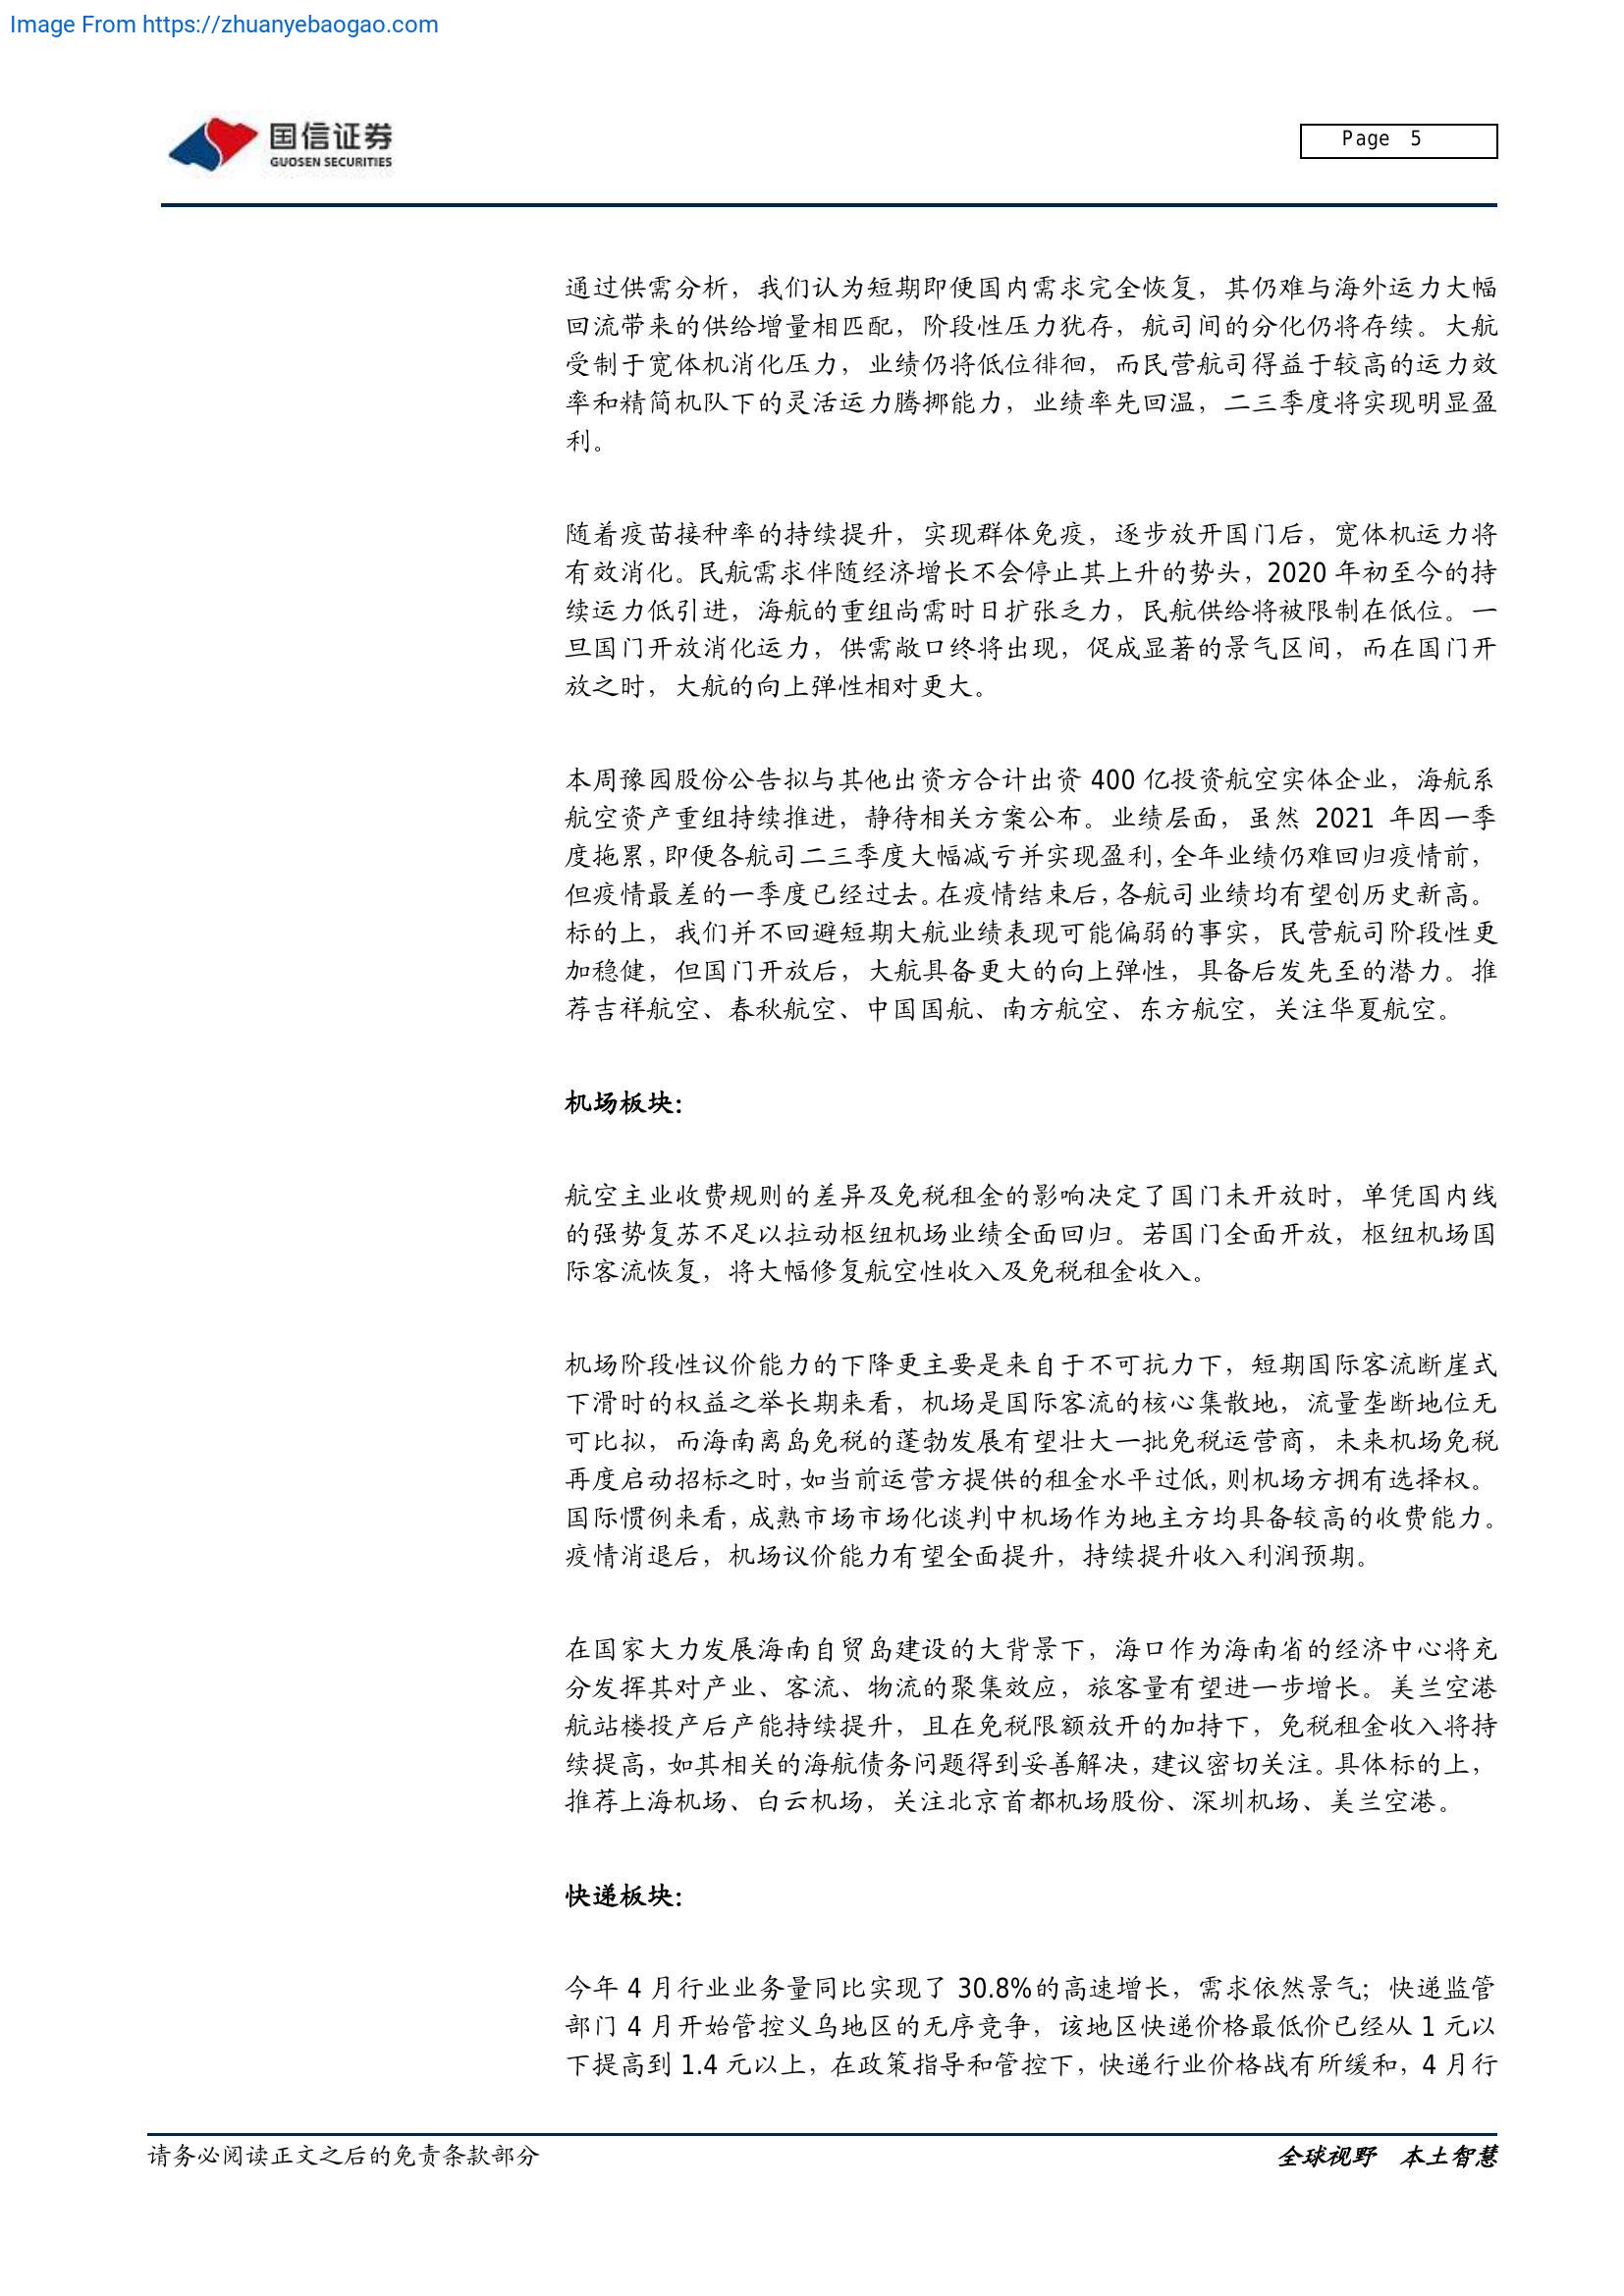 Image From https://zhuanyebaogao.com
国信证券
GUOSEN SECURITIES
Page 5
通过供需分析，我们认为短期即便国内需求完全恢复，其仍难与海外运力大幅
回流带来的供给增量相匹配，阶段性压力犹存，航司间的分化仍将存续。大航
受制于宽体机消化压力，业绩仍将低位徘徊，而民营航司得益于较高的运力效
率和精简机队下的灵活运力腾挪能力，业绩率先回温，二三季度将实现明显盈
利。
随着疫苗接种率的持续提升，实现群体免疫，逐步放开国门后，宽体机运力将
有效消化。民航需求伴随经济增长不会停止其上升的势头，2020 年初至今的持
续运力低引进，海航的重组尚需时日扩张乏力，民航供给将被限制在低位。一
旦国门开放消化运力，供需敞口终将出现，促成显著的景气区间，而在国门开
放之时，大航的向上弹性相对更大。
本周豫园股份公告拟与其他出资方合计出资 400 亿投资航空实体企业，海航系
航空资产重组持续推进，静待相关方案公布。业绩层面，虽然 2021 年因一季
度拖累，即便各航司二三季度大幅减亏并实现盈利，全年业绩仍难回归疫情前，
但疫情最差的一季度已经过去。在疫情结束后，各航司业绩均有望创历史新高。
标的上，我们并不回避短期大航业绩表现可能偏弱的事实，民营航司阶段性更
加稳健，但国门开放后，大航具备更大的向上弹性，具备后发先至的潜力。推
荐吉祥航空、春秋航空、中国国航、南方航空、东方航空，关注华夏航空。
机场板块：
航空主业收费规则的差异及免税租金的影响决定了国门未开放时，单凭国内线
的强势复苏不足以拉动枢纽机场业绩全面回归。若国门全面开放，枢纽机场国
际客流恢复，将大幅修复航空性收入及免税租金收入。
机场阶段性议价能力的下降更主要是来自于不可抗力下，短期国际客流断崖式
下滑时的权益之举长期来看，机场是国际客流的核心集散地，流量垄断地位无
可比拟，而海南离岛免税的蓬勃发展有望壮大一批免税运营商，未来机场免税
再度启动招标之时，如当前运营方提供的租金水平过低，则机场方拥有选择权。
国际惯例来看，成熟市场市场化谈判中机场作为地主方均具备较高的收费能力。
疫情消退后，机场议价能力有望全面提升，持续提升收入利润预期。
在国家大力发展海南自贸岛建设的大背景下，海口作为海南省的经济中心将充
分发挥其对产业、客流、物流的聚集效应，旅客量有望进一步增长。美兰空港
航站楼投产后产能持续提升，且在免税限额放开的加持下，免税租金收入将持
续提高，如其相关的海航债务问题得到妥善解决，建议密切关注。具体标的上，
推荐上海机场、白云机场，关注北京首都机场股份、深圳机场、美兰空港。
快递板块：
今年 4 月行业业务量同比实现了 30.8%的高速增长，需求依然景气；快递监管
部门 4 月开始管控义乌地区的无序竞争，该地区快递价格最低价已经从 1 元以
下提高到 1.4 元以上，在政策指导和管控下，快递行业价格战有所缓和，4 月行
请务必阅读正文之后的免责条款部分
全球视野 本土智慧